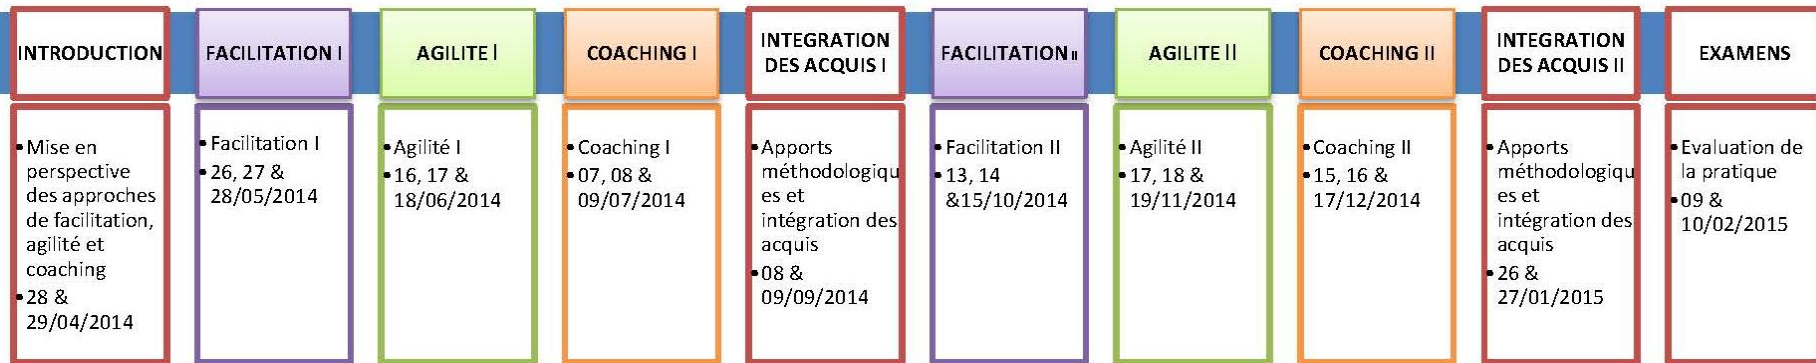 INTRODUCTION
Mise en
perspective
des approches
de facilitation,
agilité et
coaching
28 &
29/04/2014
FACILITATION I
Facilitation I
26, 27 &
28/05/2014
AGILITE I
Agilité I
16, 17 &
18/06/2014
COACHING I
Coaching I
07, 08 &
09/07/2014
INTEGRATION
DES ACQUIS I
Apports
méthodologiqu
es et
intégration des
acquis
08 &
09/09/2014
FACILITATION II
Facilitation II
13, 14
&15/10/2014
AGILITE II
Agilité II
17, 18 &
19/11/2014
COACHING II
Coaching II
15, 16 &
17/12/2014
INTEGRATION
DES ACQUIS II
Apports
méthodologiqu
es et
intégration des
acquis
26 &
27/01/2015
EXAMENS
Evaluation de
la pratique
09 &
10/02/2015